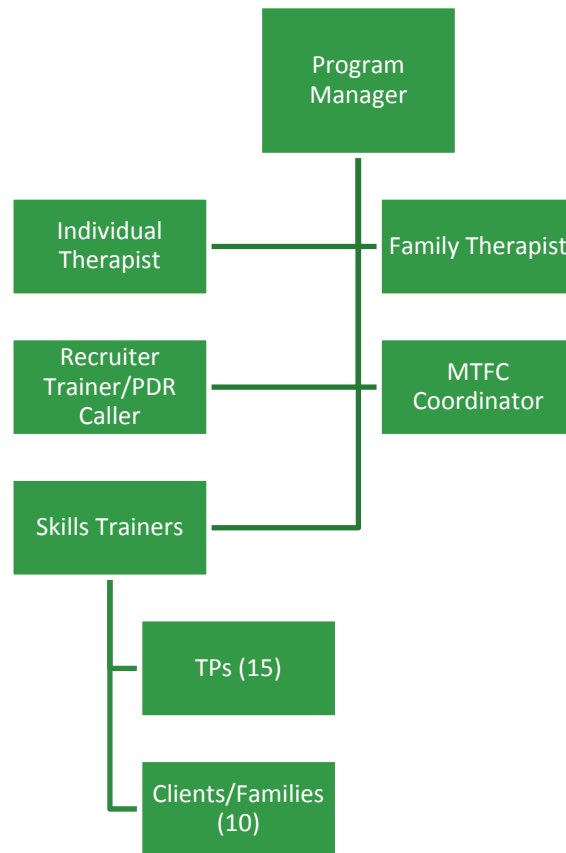 Program
Manager
Individual
Therapist
Family Therapist
Recruiter
Trainer/PDR
Caller
MTFC
Coordinator
Skills Trainers
TPs (15)
Clients/Families
(10)